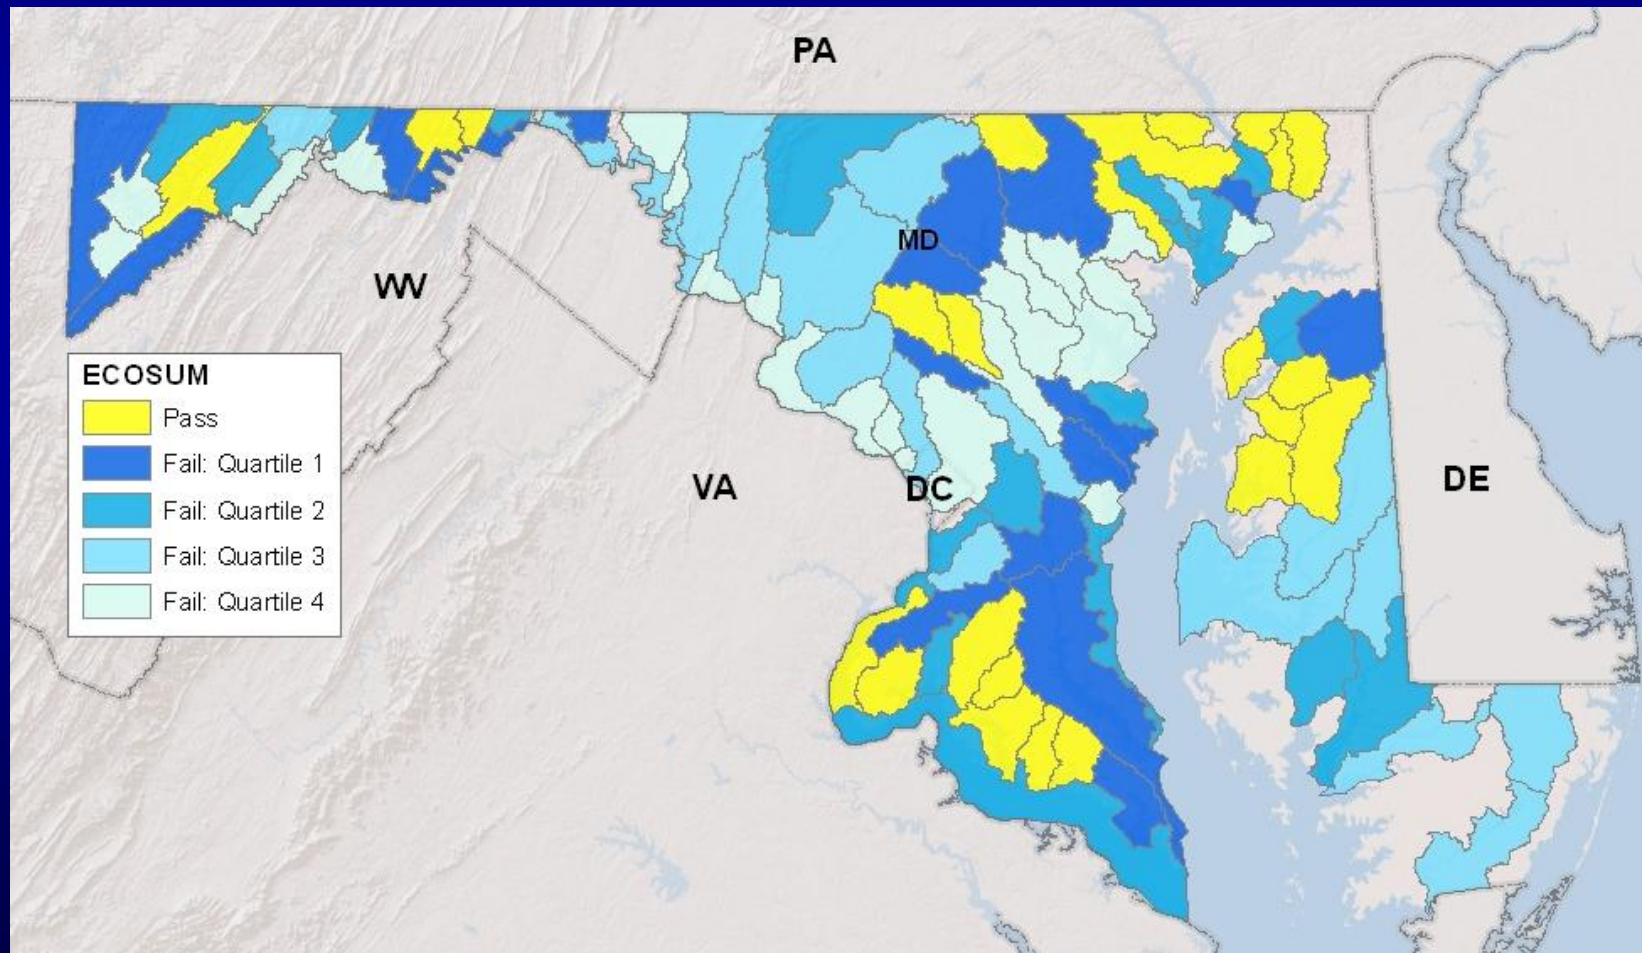 PA
MD
WV
ECOSUM
Pass
Fail: Quartile 1
Fail: Quartile 2
Fail: Quartile 3
Fail: Quartile 4
VA
DC
DE